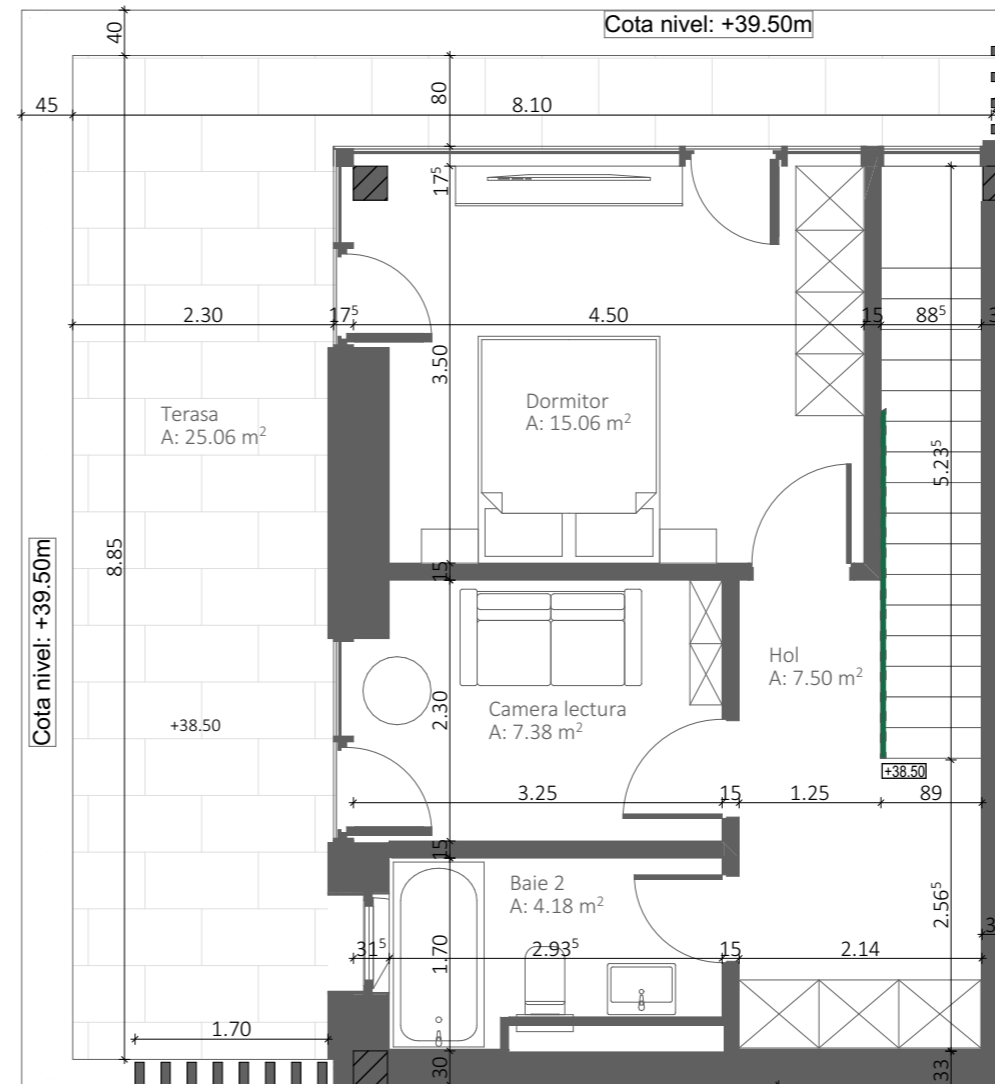 Cota nivel: +39.50m
40
45
80
8.10
17⁵
2.30
17⁵
4.50
15
88⁵
3
3.50
Terasa
A: 25.06 m²
Dormitor
A: 15.06 m²
5.23⁵
8.85
15
Cota nivel: +39.50m
Hol
A: 7.50 m²
Camera lectura
A: 7.38 m²
2.30
+38.50
+38.50
3.25
15
1.25
89
15
Baie 2
A: 4.18 m²
2.56⁵
31⁵
1.70
2.93⁵
15
2.14
3
1.70
30
33